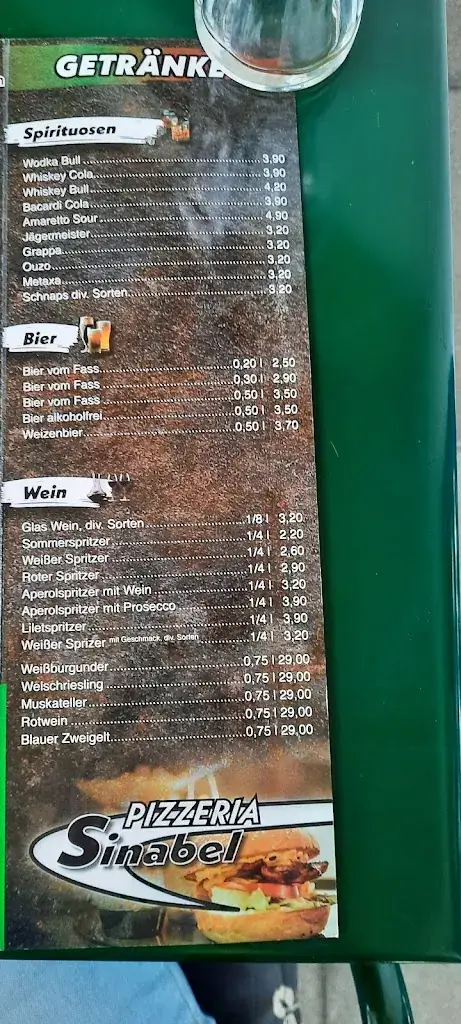 GETRÄNKE
Spirituosen
Wodka Bull 3,90
Whiskey Cola 3,90
Whiskey Bull 4,20
Bacardi Cola 3,90
Amaretto Sour 4,90
Jägermeister 3,20
Grappa 3,20
Ouzo 3,20
Metaxa 3,20
Schnaps div. Sorten 3,20
Bier
Bier vom Fass 0,20 l 2,50
Bier vom Fass 0,30 l 2,90
Bier vom Fass 0,50 l 3,50
Bier alkoholfrei 0,50 l 3,50
Weizenbier 0,50 l 3,70
Wein
Glas Wein, div. Sorten 1/8 l 3,20
Sommerspritzer 1/4 l 2,20
Weißer Spritzer 1/4 l 2,60
Roter Spritzer 1/4 l 2,90
Aperolspritzer mit Wein 1/4 l 3,20
Aperolspritzer mit Prosecco 1/4 l 3,90
Liletspritzer 1/4 l 3,90
Weißer Sprizer mit Geschmack, div. Sorten 1/4 l 3,20
Weißburgunder 0,75 l 29,00
Welschriesling 0,75 l 29,00
Muskateller 0,75 l 29,00
Rotwein 0,75 l 29,00
Blauer Zweigelt 0,75 l 29,00
PIZZERIA
Sinabel